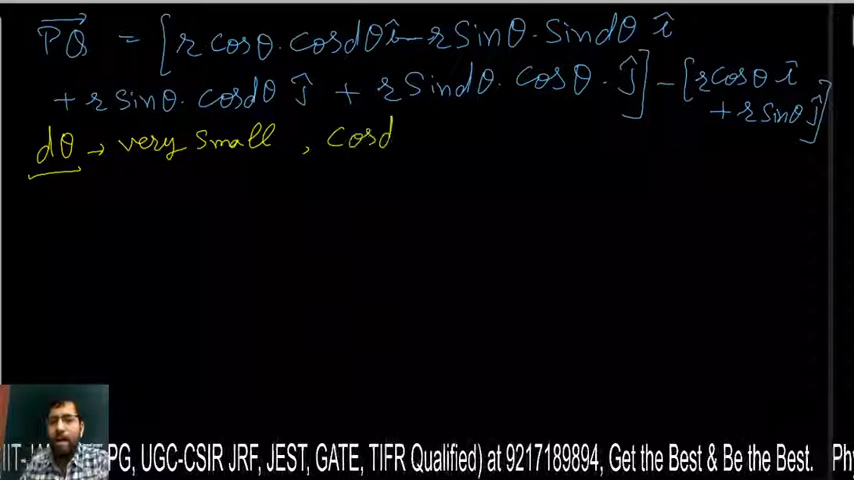 PQ⃗ = [r cosθ. cosdθ î - r Sinθ. Sindθ î
+ r sinθ. cosdθ ĵ + r Sindθ. cosθ. ĵ] - [r cosθ î
+ r sinθ ĵ]
dθ → very small , Cosd
PG, UGC-CSIR JRF, JEST, GATE, TIFR Qualified) at 9217189894, Get the Best & Be the Best.